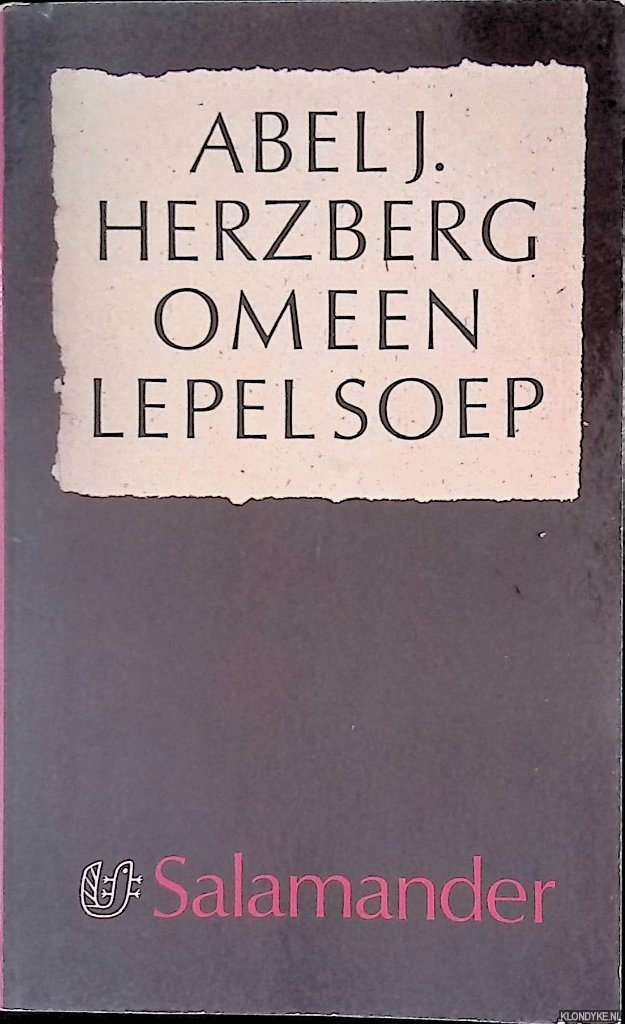 ABEL J.
HERZBERG
OM EEN
LEPEL SOEP
Salamander
KLONDYKE.NL